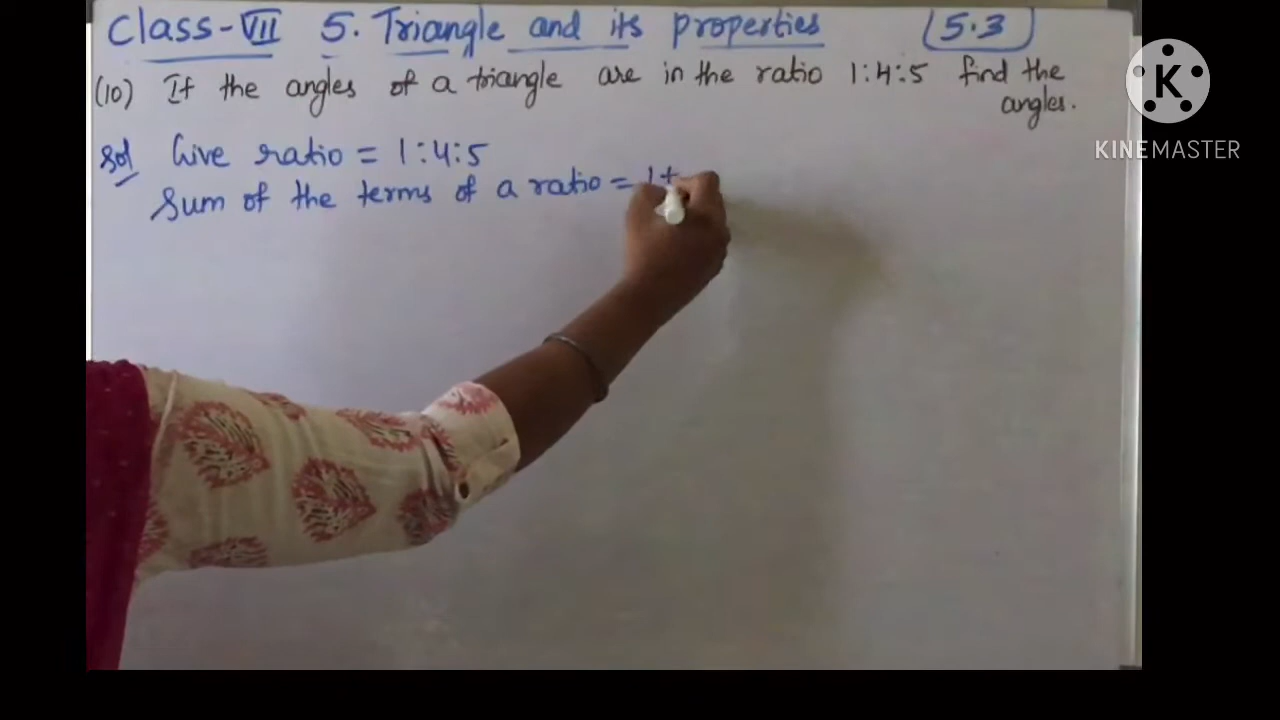 Class-VII 5. Triangle and its properties 5.3
(10) If the angles of a triangle are in the ratio 1:4:5 find the
angles.
Sol Give ratio = 1:4:5
Sum of the terms of a ratio = 1+
K
KINEMASTER